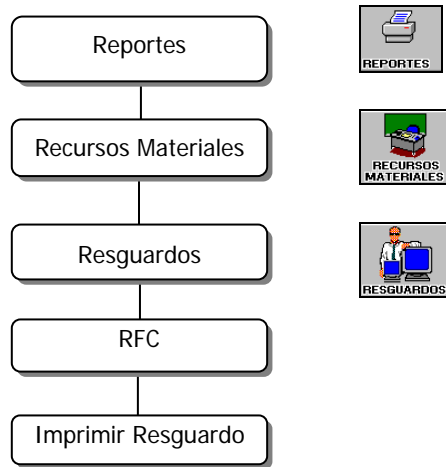 Reportes
REPORTES
Recursos Materiales
RECURSOS
MATERIALES
Resguardos
RESGUARDOS
RFC
Imprimir Resguardo